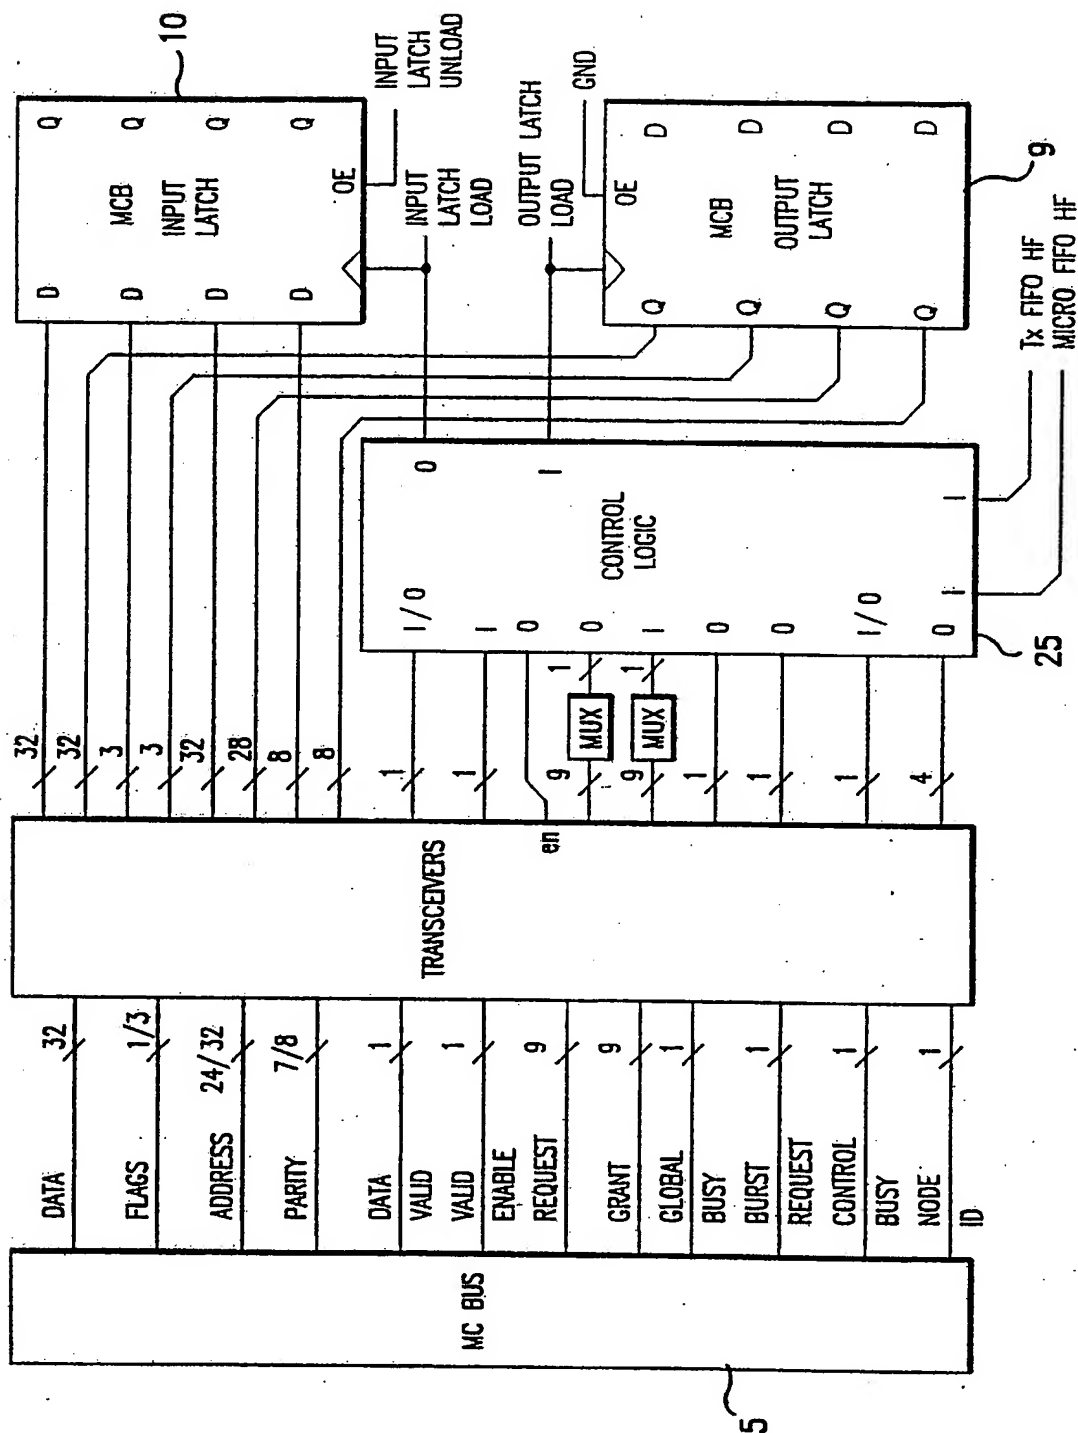 10
MCB
INPUT
LATCH
D
D
D
D
Q
Q
Q
Q
OE
INPUT
LATCH
UNLOAD
INPUT
LATCH
LOAD
OUTPUT LATCH
LOAD
GND
OE
MCB
OUTPUT
LATCH
Q
Q
Q
Q
D
D
D
D
9
Tx FIFO HF
MICRO FIFO HF
CONTROL
LOGIC
O
I
I/O
I
O
O
I
O
O
I/O
O
I
I
25
MUX
MUX
1
1
9
9
32
32
3
3
32
28
8
8
1
1
1
1
1
4
en
TRANSCEIVERS
32
1/3
24/32
7/8
1
1
9
9
1
1
1
1
DATA
FLAGS
ADDRESS
PARITY
DATA
VALID
VALID
ENABLE
REQUEST
GRANT
GLOBAL
BUSY
BURST
REQUEST
CONTROL
BUSY
NODE
ID
MC BUS
5